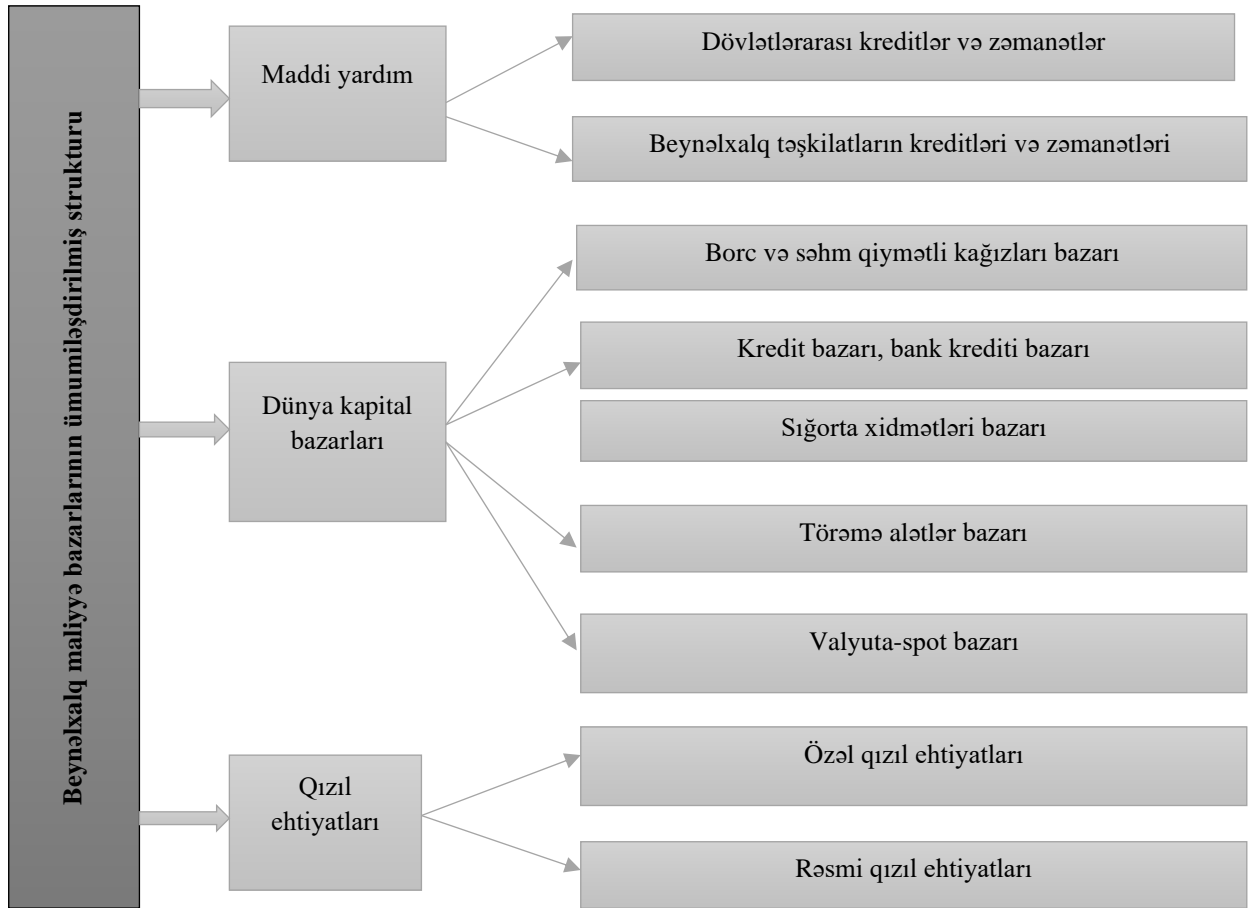 Beynəlxalq maliyyə bazarlarının ümumiləşdirilmiş strukturu
Maddi yardım
Dövlətlərarası kreditlər və zəmanətlər
Beynəlxalq təşkilatların kreditləri və zəmanətləri
Dünya kapital
bazarları
Borc və səhm qiymətli kağızları bazarı
Kredit bazarı, bank krediti bazarı
Sığorta xidmətləri bazarı
Törəmə alətlər bazarı
Valyuta-spot bazarı
Qızıl
ehtiyatları
Özəl qızıl ehtiyatları
Rəsmi qızıl ehtiyatları